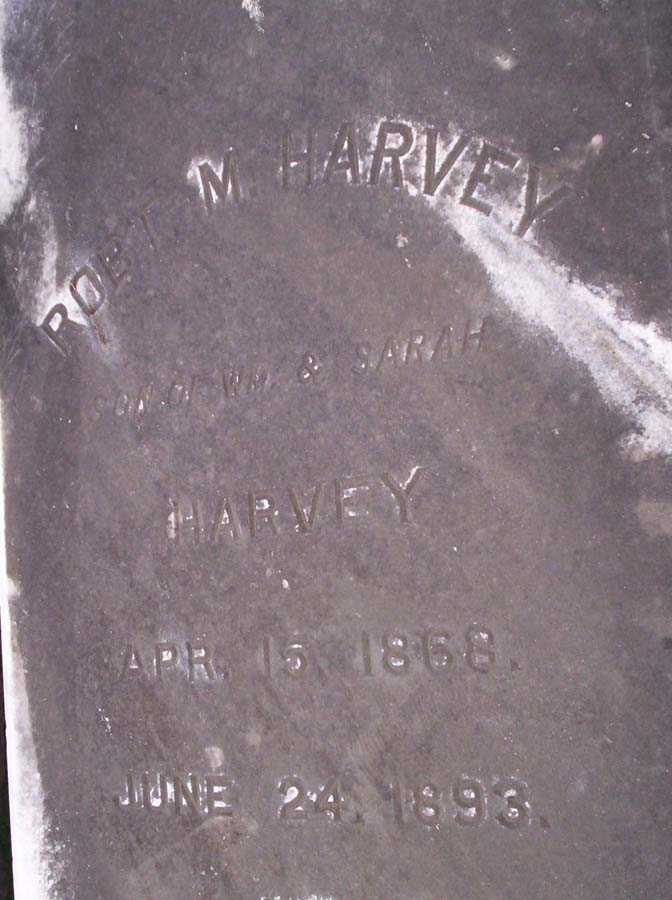 ROBT M HARVEY
SON OF WM. & SARAH
HARVEY
APR. 15, 1868.
JUNE 24, 1893.